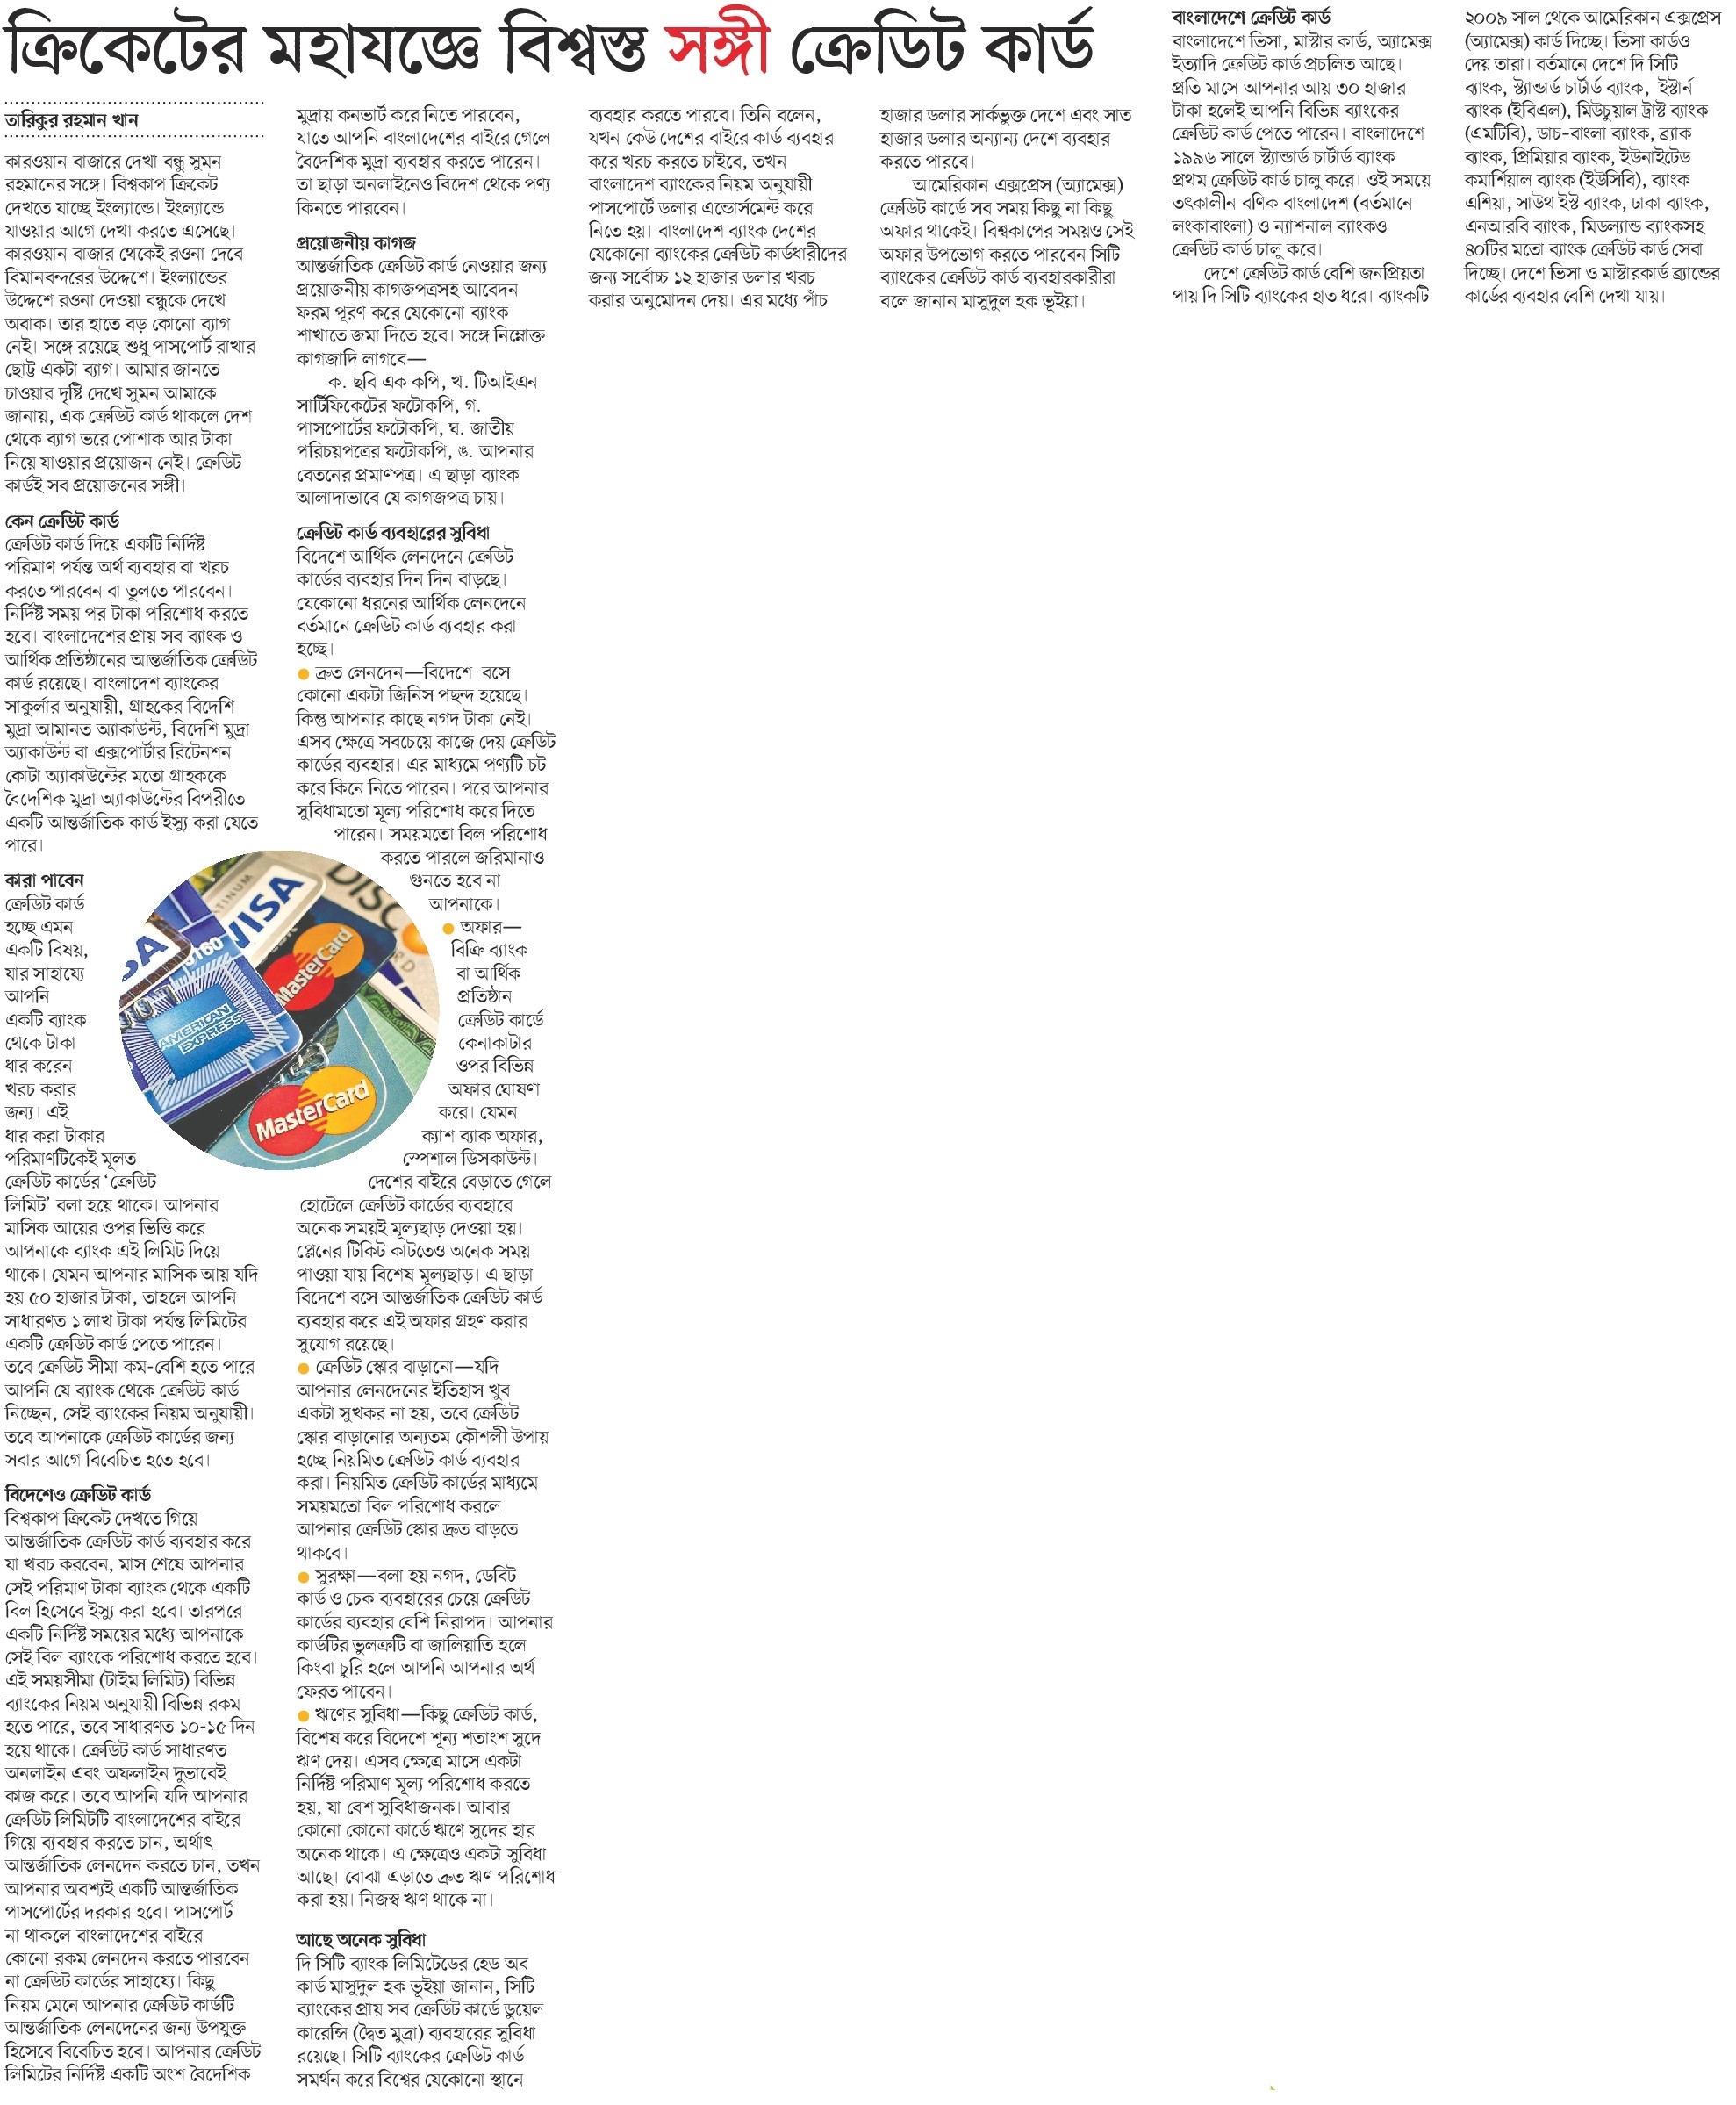 ক্রিকেটের মহাযজ্ঞে বিশ্বস্ত সঙ্গী ক্রেডিট কার্ড
তারিকুর রহমান খান
কারওয়ান বাজারে দেখা বন্ধু সুমন
রহমানের সঙ্গে। বিশ্বকাপ ক্রিকেট
দেখতে যাচ্ছে ইংল্যান্ডে। ইংল্যান্ডে
যাওয়ার আগে দেখা করতে এসেছে।
কারওয়ান বাজার থেকেই রওনা দেবে
বিমানবন্দরের উদ্দেশে। ইংল্যান্ডের
উদ্দেশে রওনা দেওয়া বন্ধুকে দেখে
অবাক। তার হাতে বড় কোনো ব্যাগ
নেই। সঙ্গে রয়েছে শুধু পাসপোর্ট রাখার
ছোট্ট একটা ব্যাগ। আমার জানতে
চাওয়ার দৃষ্টি দেখে সুমন আমাকে
জানায়, এক ক্রেডিট কার্ড থাকলে দেশ
থেকে ব্যাগ ভরে পোশাক আর টাকা
নিয়ে যাওয়ার প্রয়োজন নেই। ক্রেডিট
কার্ডই সব প্রয়োজনের সঙ্গী।
কেন ক্রেডিট কার্ড
ক্রেডিট কার্ড দিয়ে একটি নির্দিষ্ট
পরিমাণ পর্যন্ত অর্থ ব্যবহার বা খরচ
করতে পারবেন বা তুলতে পারবেন।
নির্দিষ্ট সময় পর টাকা পরিশোধ করতে
হবে। বাংলাদেশের প্রায় সব ব্যাংক ও
আর্থিক প্রতিষ্ঠানের আন্তর্জাতিক ক্রেডিট
কার্ড রয়েছে। বাংলাদেশ ব্যাংকের
সার্কুলার অনুযায়ী, গ্রাহকের বিদেশি
মুদ্রা আমানত অ্যাকাউন্ট, বিদেশি মুদ্রা
অ্যাকাউন্ট বা এক্সপোর্টার রিটেনশন
কোটা অ্যাকাউন্টের মতো গ্রাহককে
বৈদেশিক মুদ্রা অ্যাকাউন্টের বিপরীতে
একটি আন্তর্জাতিক কার্ড ইস্যু করা যেতে
পারে।
কারা পাবেন
ক্রেডিট কার্ড
হচ্ছে এমন
একটি বিষয়,
যার সাহায্যে
আপনি
একটি ব্যাংক
থেকে টাকা
ধার করেন
খরচ করার
জন্য। এই
ধার করা টাকার
পরিমাণটিকেই মূলত
ক্রেডিট কার্ডের ‘ক্রেডিট
লিমিট’ বলা হয়ে থাকে। আপনার
মাসিক আয়ের ওপর ভিত্তি করে
আপনাকে ব্যাংক এই লিমিট দিয়ে
থাকে। যেমন আপনার মাসিক আয় যদি
হয় ৫০ হাজার টাকা, তাহলে আপনি
সাধারণত ১ লাখ টাকা পর্যন্ত লিমিটের
একটি ক্রেডিট কার্ড পেতে পারেন।
তবে ক্রেডিট সীমা কম-বেশি হতে পারে
আপনি যে ব্যাংক থেকে ক্রেডিট কার্ড
নিচ্ছেন, সেই ব্যাংকের নিয়ম অনুযায়ী।
তবে আপনাকে ক্রেডিট কার্ডের জন্য
সবার আগে বিবেচিত হতে হবে।
বিদেশেও ক্রেডিট কার্ড
বিশ্বকাপ ক্রিকেট দেখতে গিয়ে
আন্তর্জাতিক ক্রেডিট কার্ড ব্যবহার করে
যা খরচ করবেন, মাস শেষে আপনার
সেই পরিমাণ টাকা ব্যাংক থেকে একটি
বিল হিসেবে ইস্যু করা হবে। তারপরে
একটি নির্দিষ্ট সময়ের মধ্যে আপনাকে
সেই বিল ব্যাংকে পরিশোধ করতে হবে।
এই সময়সীমা (টাইম লিমিট) বিভিন্ন
ব্যাংকের নিয়ম অনুযায়ী বিভিন্ন রকম
হতে পারে, তবে সাধারণত ১০-১৫ দিন
হয়ে থাকে। ক্রেডিট কার্ড সাধারণত
অনলাইন এবং অফলাইন দুভাবেই
কাজ করে। তবে আপনি যদি আপনার
ক্রেডিট লিমিটটি বাংলাদেশের বাইরে
গিয়ে ব্যবহার করতে চান, অর্থাৎ
আন্তর্জাতিক লেনদেন করতে চান, তখন
আপনার অবশ্যই একটি আন্তর্জাতিক
পাসপোর্টের দরকার হবে। পাসপোর্ট
না থাকলে বাংলাদেশের বাইরে
কোনো রকম লেনদেন করতে পারবেন
না ক্রেডিট কার্ডের সাহায্যে। কিছু
নিয়ম মেনে আপনার ক্রেডিট কার্ডটি
আন্তর্জাতিক লেনদেনের জন্য উপযুক্ত
হিসেবে বিবেচিত হবে। আপনার ক্রেডিট
লিমিটের নির্দিষ্ট একটি অংশ বৈদেশিক
মুদ্রায় কনভার্ট করে নিতে পারবেন,
যাতে আপনি বাংলাদেশের বাইরে গেলে
বৈদেশিক মুদ্রা ব্যবহার করতে পারেন।
তা ছাড়া অনলাইনেও বিদেশ থেকে পণ্য
কিনতে পারবেন।
প্রয়োজনীয় কাগজ
আন্তর্জাতিক ক্রেডিট কার্ড নেওয়ার জন্য
প্রয়োজনীয় কাগজপত্রসহ আবেদন
ফরম পূরণ করে যেকোনো ব্যাংক
শাখাতে জমা দিতে হবে। সঙ্গে নিম্নোক্ত
কাগজাদি লাগবে—
ক. ছবি এক কপি, খ. টিআইএন
সার্টিফিকেটের ফটোকপি, গ.
পাসপোর্টের ফটোকপি, ঘ. জাতীয়
পরিচয়পত্রের ফটোকপি, ঙ. আপনার
বেতনের প্রমাণপত্র। এ ছাড়া ব্যাংক
আলাদাভাবে যে কাগজপত্র চায়।
ক্রেডিট কার্ড ব্যবহারের সুবিধা
বিদেশে আর্থিক লেনদেনে ক্রেডিট
কার্ডের ব্যবহার দিন দিন বাড়ছে।
যেকোনো ধরনের আর্থিক লেনদেনে
বর্তমানে ক্রেডিট কার্ড ব্যবহার করা
হচ্ছে।
● দ্রুত লেনদেন—বিদেশে বসে
কোনো একটা জিনিস পছন্দ হয়েছে।
কিন্তু আপনার কাছে নগদ টাকা নেই।
এসব ক্ষেত্রে সবচেয়ে কাজে দেয় ক্রেডিট
কার্ডের ব্যবহার। এর মাধ্যমে পণ্যটি চট
করে কিনে নিতে পারেন। পরে আপনার
সুবিধামতো মূল্য পরিশোধ করে দিতে
পারেন। সময়মতো বিল পরিশোধ
করতে পারলে জরিমানাও
গুনতে হবে না
আপনাকে।
● অফার—
বিক্রি ব্যাংক
বা আর্থিক
প্রতিষ্ঠান
ক্রেডিট কার্ডে
কেনাকাটার
ওপর বিভিন্ন
অফার ঘোষণা
করে। যেমন
ক্যাশ ব্যাক অফার,
স্পেশাল ডিসকাউন্ট।
দেশের বাইরে বেড়াতে গেলে
হোটেলে ক্রেডিট কার্ডের ব্যবহারে
অনেক সময়ই মূল্যছাড় দেওয়া হয়।
প্লেনের টিকিট কাটতেও অনেক সময়
পাওয়া যায় বিশেষ মূল্যছাড়। এ ছাড়া
বিদেশে বসে আন্তর্জাতিক ক্রেডিট কার্ড
ব্যবহার করে এই অফার গ্রহণ করার
সুযোগ রয়েছে।
● ক্রেডিট স্কোর বাড়ানো—যদি
আপনার লেনদেনের ইতিহাস খুব
একটা সুখকর না হয়, তবে ক্রেডিট
স্কোর বাড়ানোর অন্যতম কৌশলী উপায়
হচ্ছে নিয়মিত ক্রেডিট কার্ড ব্যবহার
করা। নিয়মিত ক্রেডিট কার্ডের মাধ্যমে
সময়মতো বিল পরিশোধ করলে
আপনার ক্রেডিট স্কোর দ্রুত বাড়তে
থাকবে।
● সুরক্ষা—বলা হয় নগদ, ডেবিট
কার্ড ও চেক ব্যবহারের চেয়ে ক্রেডিট
কার্ডের ব্যবহার বেশি নিরাপদ। আপনার
কার্ডটির ভুলত্রুটি বা জালিয়াতি হলে
কিংবা চুরি হলে আপনি আপনার অর্থ
ফেরত পাবেন।
● ঋণের সুবিধা—কিছু ক্রেডিট কার্ড,
বিশেষ করে বিদেশে শূন্য শতাংশ সুদে
ঋণ দেয়। এসব ক্ষেত্রে মাসে একটা
নির্দিষ্ট পরিমাণ মূল্য পরিশোধ করতে
হয়, যা বেশ সুবিধাজনক। আবার
কোনো কোনো কার্ডে ঋণে সুদের হার
অনেক থাকে। এ ক্ষেত্রেও একটা সুবিধা
আছে। বোঝা এড়াতে দ্রুত ঋণ পরিশোধ
করা হয়। নিজস্ব ঋণ থাকে না।
আছে অনেক সুবিধা
দি সিটি ব্যাংক লিমিটেডের হেড অব
কার্ড মাসুদুল হক ভূইয়া জানান, সিটি
ব্যাংকের প্রায় সব ক্রেডিট কার্ডে ডুয়েল
কারেন্সি (দ্বৈত মুদ্রা) ব্যবহারের সুবিধা
রয়েছে। সিটি ব্যাংকের ক্রেডিট কার্ড
সমর্থন করে বিশ্বের যেকোনো স্থানে
ব্যবহার করতে পারবে। তিনি বলেন,
যখন কেউ দেশের বাইরে কার্ড ব্যবহার
করে খরচ করতে চাইবে, তখন
বাংলাদেশ ব্যাংকের নিয়ম অনুযায়ী
পাসপোর্টে ডলার এন্ডোর্সমেন্ট করে
নিতে হয়। বাংলাদেশ ব্যাংক দেশের
যেকোনো ব্যাংকের ক্রেডিট কার্ডধারীদের
জন্য সর্বোচ্চ ১২ হাজার ডলার খরচ
করার অনুমোদন দেয়। এর মধ্যে পাঁচ
হাজার ডলার সার্কভুক্ত দেশে এবং সাত
হাজার ডলার অন্যান্য দেশে ব্যবহার
করতে পারবে।
আমেরিকান এক্সপ্রেস (অ্যামেক্স)
ক্রেডিট কার্ডে সব সময় কিছু না কিছু
অফার থাকেই। বিশ্বকাপের সময়ও সেই
অফার উপভোগ করতে পারবেন সিটি
ব্যাংকের ক্রেডিট কার্ড ব্যবহারকারীরা
বলে জানান মাসুদুল হক ভূইয়া।
বাংলাদেশে ক্রেডিট কার্ড
বাংলাদেশে ভিসা, মাস্টার কার্ড, অ্যামেক্স
ইত্যাদি ক্রেডিট কার্ড প্রচলিত আছে।
প্রতি মাসে আপনার আয় ৩০ হাজার
টাকা হলেই আপনি বিভিন্ন ব্যাংকের
ক্রেডিট কার্ড পেতে পারেন। বাংলাদেশে
১৯৯৬ সালে স্ট্যান্ডার্ড চার্টার্ড ব্যাংক
প্রথম ক্রেডিট কার্ড চালু করে। ওই সময়ে
তৎকালীন বণিক বাংলাদেশ (বর্তমানে
লংকাবাংলা) ও ন্যাশনাল ব্যাংকও
ক্রেডিট কার্ড চালু করে।
দেশে ক্রেডিট কার্ড বেশি জনপ্রিয়তা
পায় দি সিটি ব্যাংকের হাত ধরে। ব্যাংকটি
২০০৯ সাল থেকে আমেরিকান এক্সপ্রেস
(অ্যামেক্স) কার্ড দিচ্ছে। ভিসা কার্ডও
দেয় তারা। বর্তমানে দেশে দি সিটি
ব্যাংক, স্ট্যান্ডার্ড চার্টার্ড ব্যাংক, ইস্টার্ন
ব্যাংক (ইবিএল), মিউচুয়াল ট্রাস্ট ব্যাংক
(এমটিবি), ডাচ-বাংলা ব্যাংক, ব্র্যাক
ব্যাংক, প্রিমিয়ার ব্যাংক, ইউনাইটেড
কমার্শিয়াল ব্যাংক (ইউসিবি), ব্যাংক
এশিয়া, সাউথ ইস্ট ব্যাংক, ঢাকা ব্যাংক,
এনআরবি ব্যাংক, মিডল্যান্ড ব্যাংকসহ
৪০টির মতো ব্যাংক ক্রেডিট কার্ড সেবা
দিচ্ছে। দেশে ভিসা ও মাস্টারকার্ড ব্র্যান্ডের
কার্ডের ব্যবহার বেশি দেখা যায়।
VISA
MasterCard
AMERICAN
EXPRESS
MasterCard